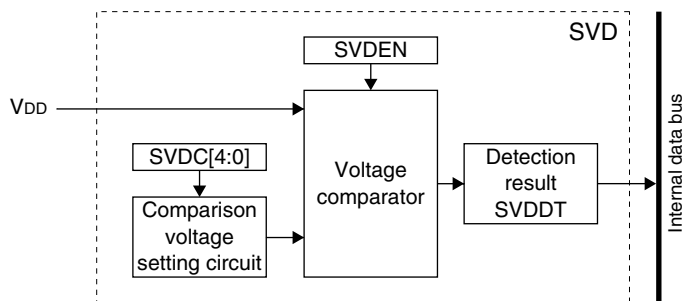 SVD
SVDEN
VDD
SVDC[4:0]
Voltage
comparator
Detection
result
SVDDT
Comparison
voltage
setting circuit
Internal data bus